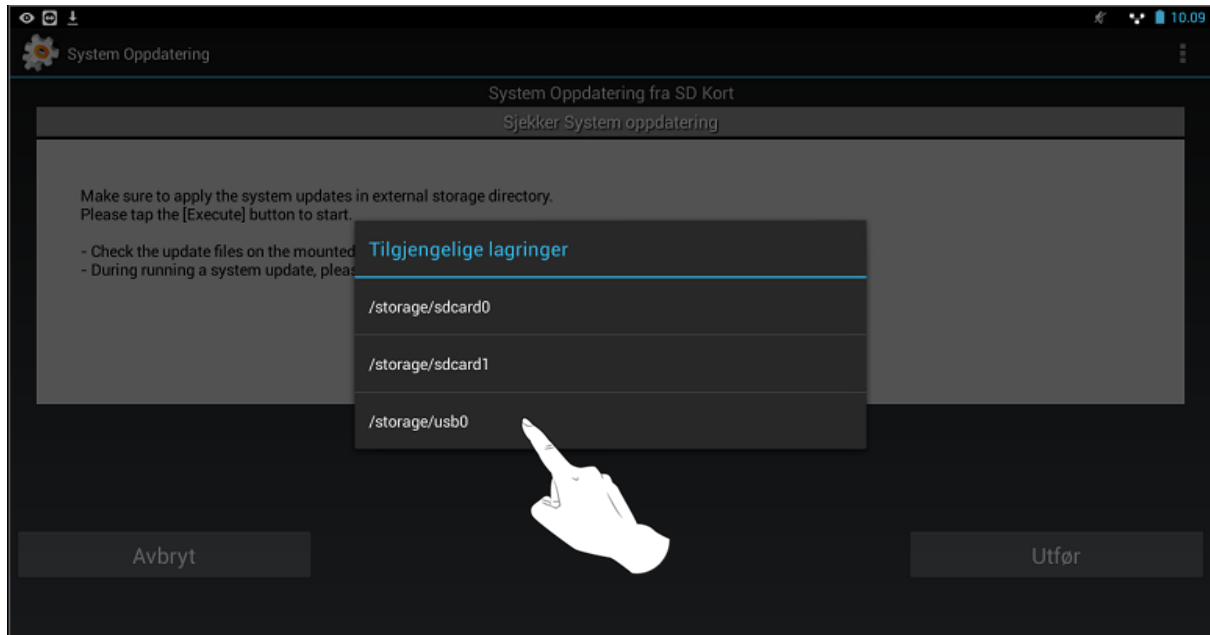 10.09
System Oppdatering
System Oppdatering fra SD Kort
Sjekker System oppdatering
Make sure to apply the system updates in external storage directory.
Please tap the [Execute] button to start.
- Check the update files on the mounted
- During running a system update, pleas
Tilgjengelige lagringer
/storage/sdcard0
/storage/sdcard1
/storage/usb0
Avbryt
Utfør